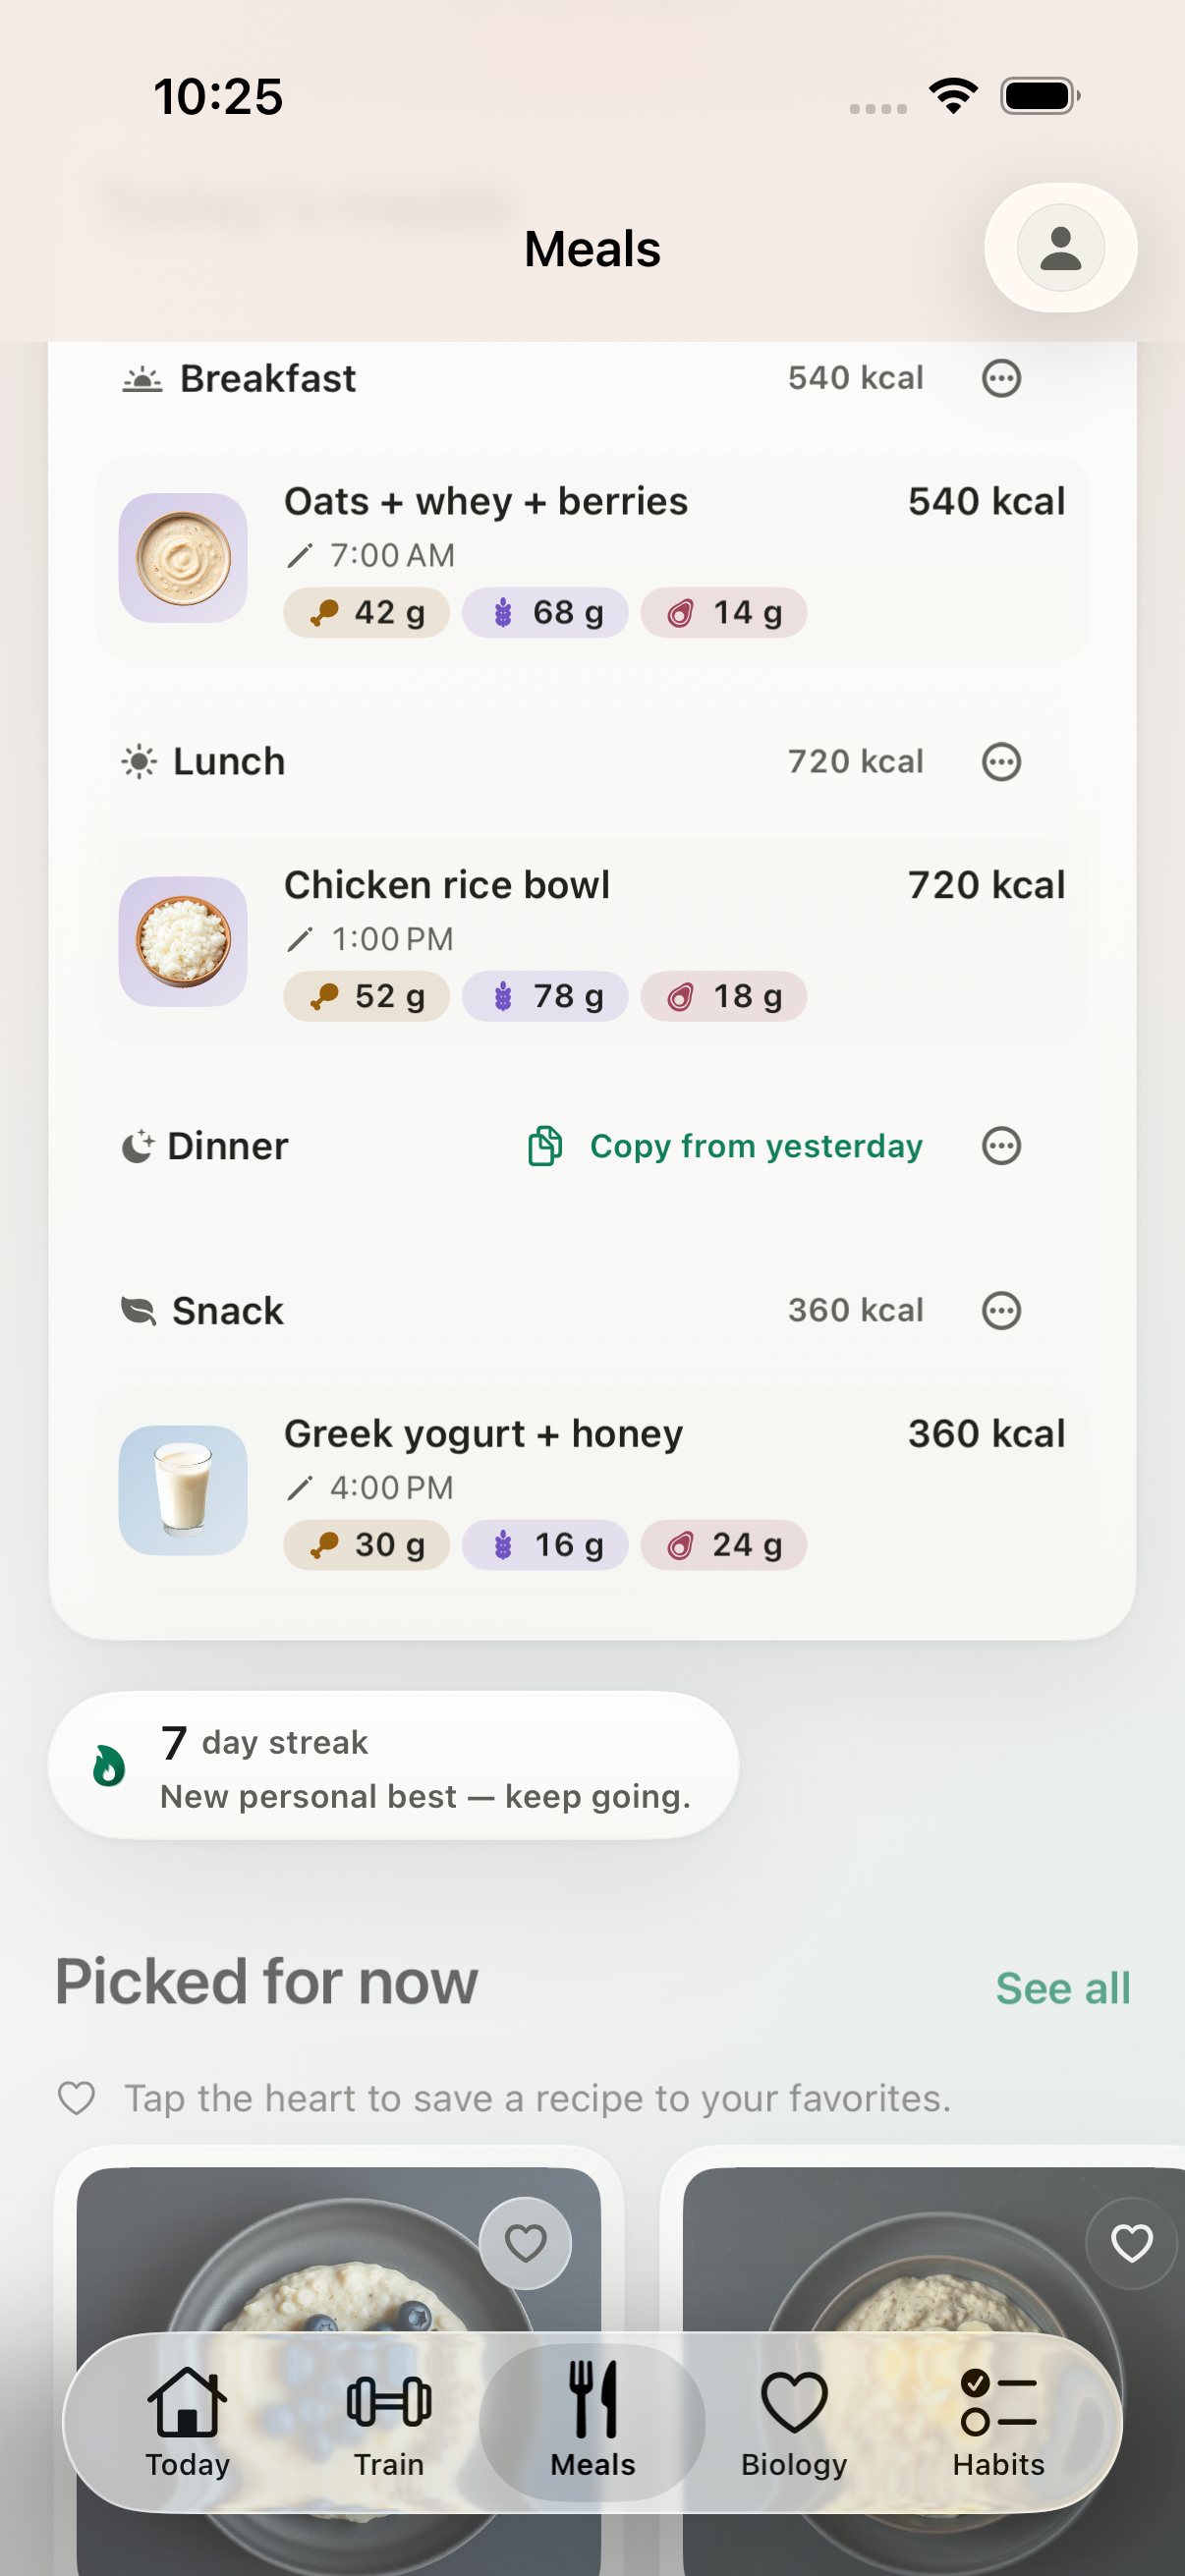 10:25
Today's meals
Meals
Breakfast
540 kcal
Oats + whey + berries
540 kcal
7:00 AM
42 g
68 g
14 g
Lunch
720 kcal
Chicken rice bowl
720 kcal
1:00 PM
52 g
78 g
18 g
Dinner
Copy from yesterday
Snack
360 kcal
Greek yogurt + honey
360 kcal
4:00 PM
30 g
16 g
24 g
7 day streak
New personal best — keep going.
Picked for now
See all
Tap the heart to save a recipe to your favorites.
Today
Train
Meals
Biology
Habits